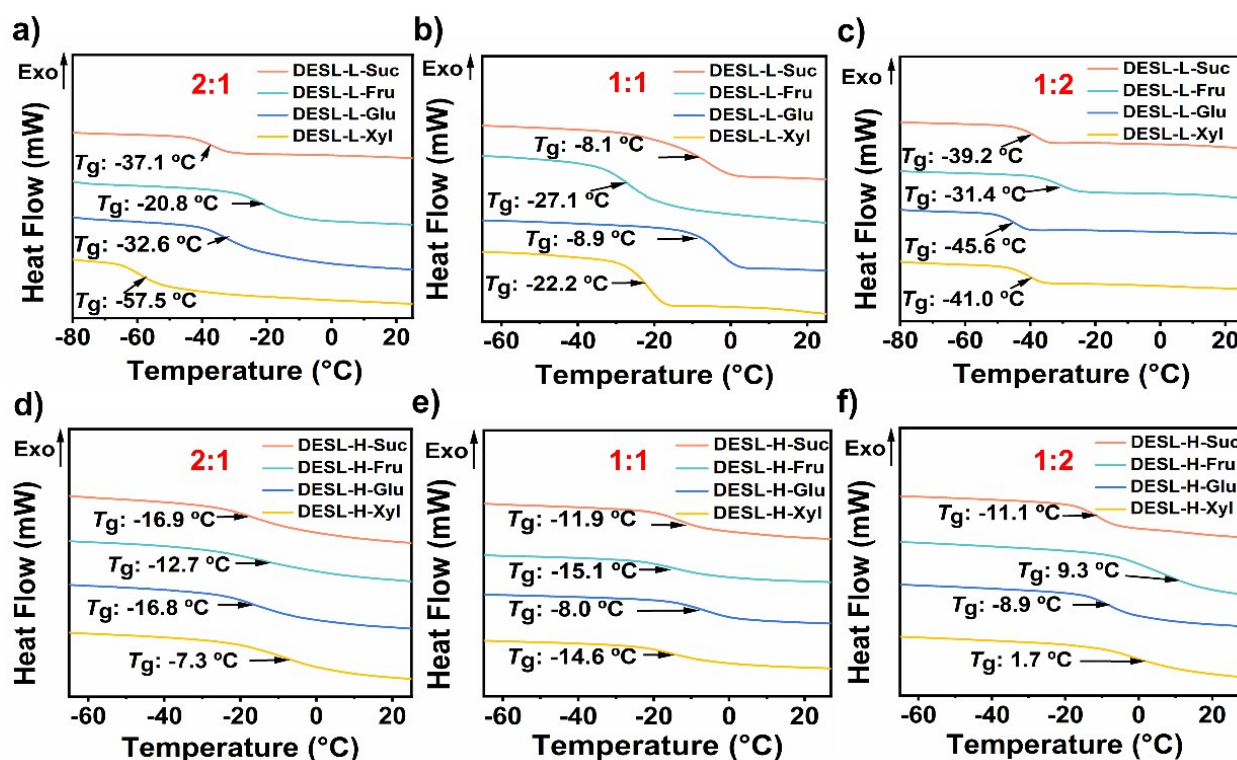 a)
Exo
2:1
DESL-L-Suc
DESL-L-Fru
DESL-L-Glu
DESL-L-Xyl
Heat Flow (mW)
Tg: -37.1 ºC
Tg: -20.8 ºC
Tg: -32.6 ºC
Tg: -57.5 ºC
-80 -60 -40 -20 0 20
Temperature (°C)
b)
Exo
1:1
DESL-L-Suc
DESL-L-Fru
DESL-L-Glu
DESL-L-Xyl
Heat Flow (mW)
Tg: -8.1 ºC
Tg: -27.1 ºC
Tg: -8.9 ºC
Tg: -22.2 ºC
-60 -40 -20 0 20
Temperature (°C)
c)
Exo
1:2
DESL-L-Suc
DESL-L-Fru
DESL-L-Glu
DESL-L-Xyl
Heat Flow (mW)
Tg: -39.2 ºC
Tg: -31.4 ºC
Tg: -45.6 ºC
Tg: -41.0 ºC
-80 -60 -40 -20 0 20
Temperature (°C)
d)
Exo
2:1
DESL-H-Suc
DESL-H-Fru
DESL-H-Glu
DESL-H-Xyl
Heat Flow (mW)
Tg: -16.9 ºC
Tg: -12.7 ºC
Tg: -16.8 ºC
Tg: -7.3 ºC
-60 -40 -20 0 20
Temperature (°C)
e)
Exo
1:1
DESL-H-Suc
DESL-H-Fru
DESL-H-Glu
DESL-H-Xyl
Heat Flow (mW)
Tg: -11.9 ºC
Tg: -15.1 ºC
Tg: -8.0 ºC
Tg: -14.6 ºC
-60 -40 -20 0 20
Temperature (°C)
f)
Exo
1:2
DESL-H-Suc
DESL-H-Fru
DESL-H-Glu
DESL-H-Xyl
Heat Flow (mW)
Tg: -11.1 ºC
Tg: 9.3 ºC
Tg: -8.9 ºC
Tg: 1.7 ºC
-60 -40 -20 0 20
Temperature (°C)